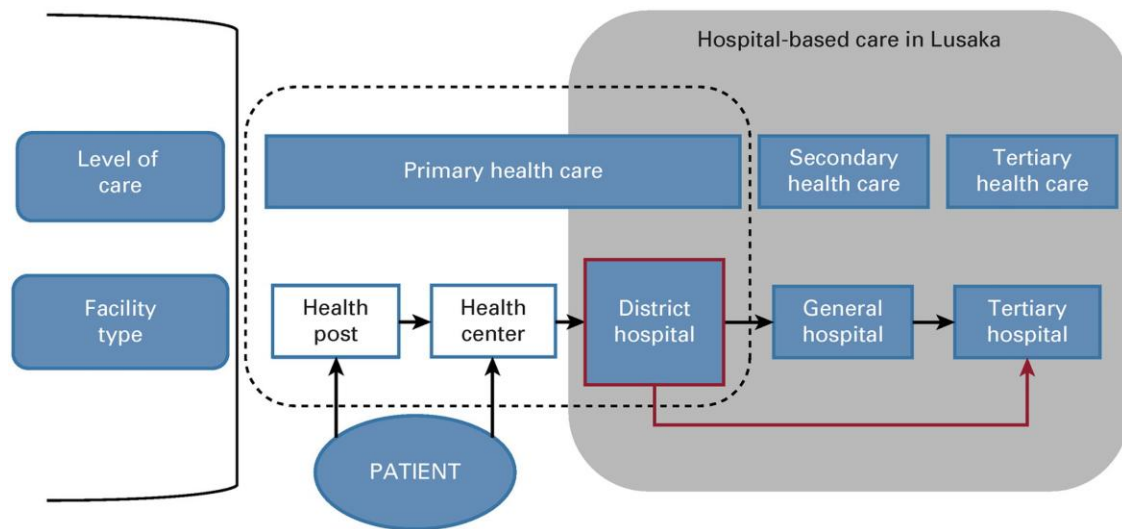 Hospital-based care in Lusaka
Level of
care
Primary health care
Secondary
health care
Tertiary
health care
Facility
type
Health
post
Health
center
District
hospital
General
hospital
Tertiary
hospital
PATIENT